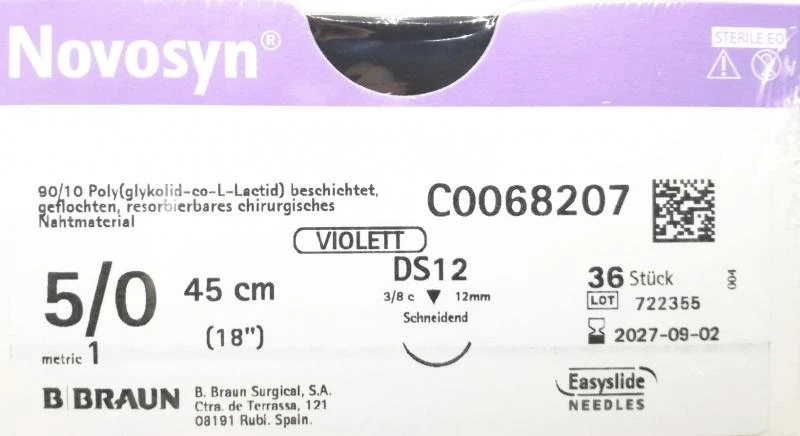 Novosyn®
STERILE EO
90/10 Poly(glykolid-co-L-Lactid) beschichtet,
geflochten, resorbierbares chirurgisches
Nahtmaterial
C0068207
VIOLETT
5/0
45 cm
(18")
metric 1
DS12
3/8 c 12mm
Schneidend
36 Stück
004
LOT 722355
2027-09-02
B BRAUN
B. Braun Surgical, S.A.
Ctra. de Terrassa, 121
08191 Rubí. Spain.
Easyslide
NEEDLES